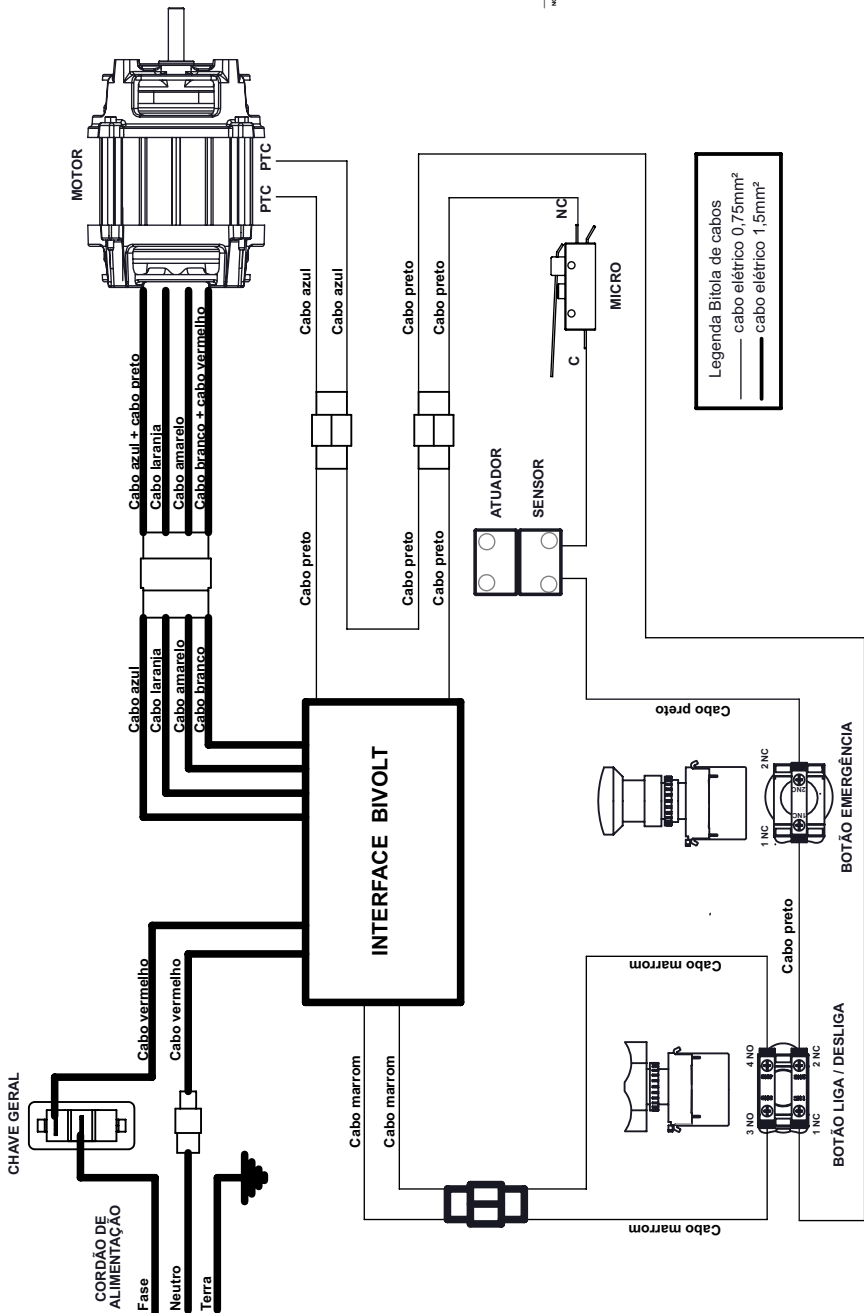 CHAVE GERAL
CORDÃO DE
ALIMENTAÇÃO
Fase
Neutro
Terra
Cabo vermelho
Cabo vermelho
Cabo azul
Cabo laranja
Cabo amarelo
Cabo branco
Cabo azul + cabo preto
Cabo laranja
Cabo amarelo
Cabo branco + cabo vermelho
MOTOR
PTC
PTC
INTERFACE BIVOLT
Cabo preto
Cabo azul
Cabo azul
Cabo preto
Cabo preto
Cabo preto
Cabo preto
NC
C
MICRO
ATUADOR
SENSOR
Cabo marrom
Cabo marrom
Cabo marrom
Cabo marrom
3 NO
4 NO
1 NC
2 NC
BOTÃO LIGA / DESLIGA
Cabo preto
Cabo preto
1 NC
2 NC
1NC
2NC
BOTÃO EMERGÊNCIA
Legenda Bitola de cabos
cabo elétrico 0,75mm²
cabo elétrico 1,5mm²